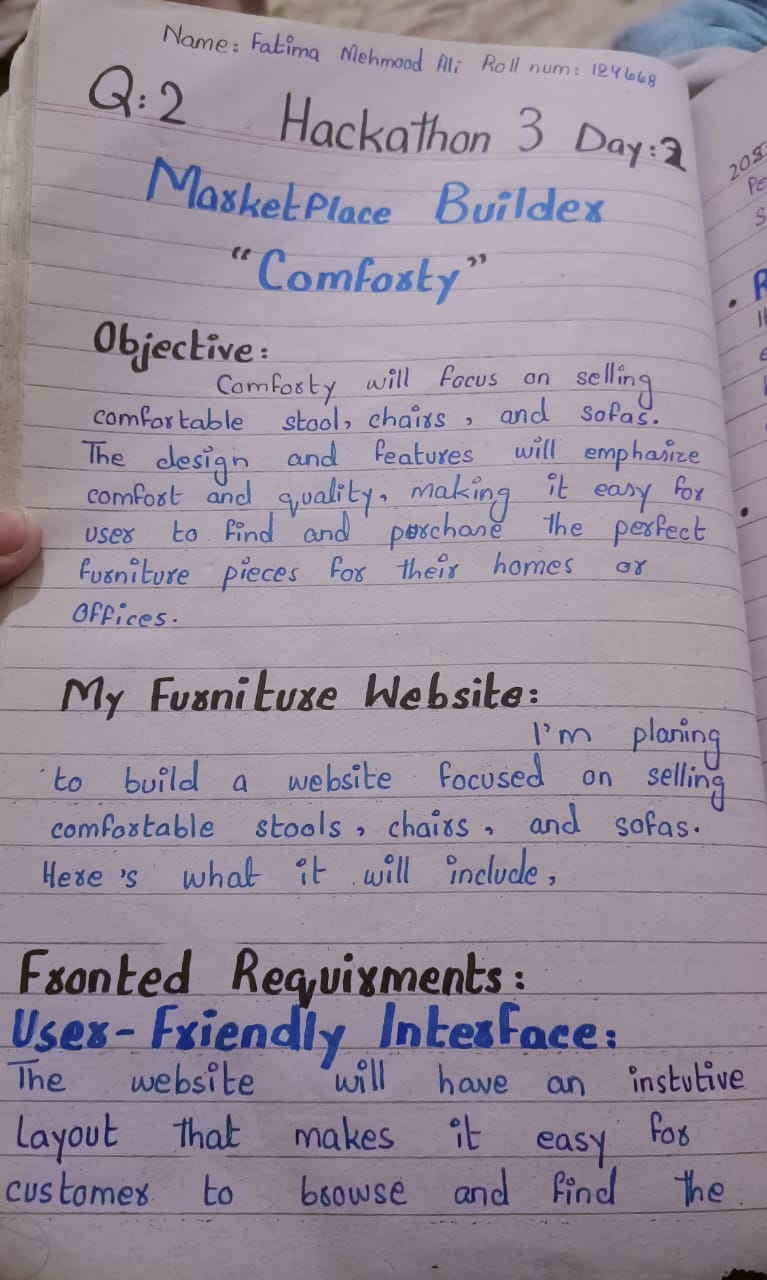 Name: Fatima Mehmood Ali Roll num: 124668
Q:2 Hackathon 3 Day:2
MarketPlace Builder
"Comforty"
Objective:
Comforty will focus on selling
comfortable stool, chairs, and sofas.
The design and features will emphasize
comfort and quality, making it easy for
user to find and purchase the perfect
furniture pieces for their homes or
offices.
My Furniture Website:
I'm planing
to build a website focused on selling
comfortable stools, chairs, and sofas.
Here's what it will include,
Fronted Requirments:
User-Friendly Interface:
The website will have an instutive
Layout that makes it easy for
customer to browse and find the
208
Pe
S